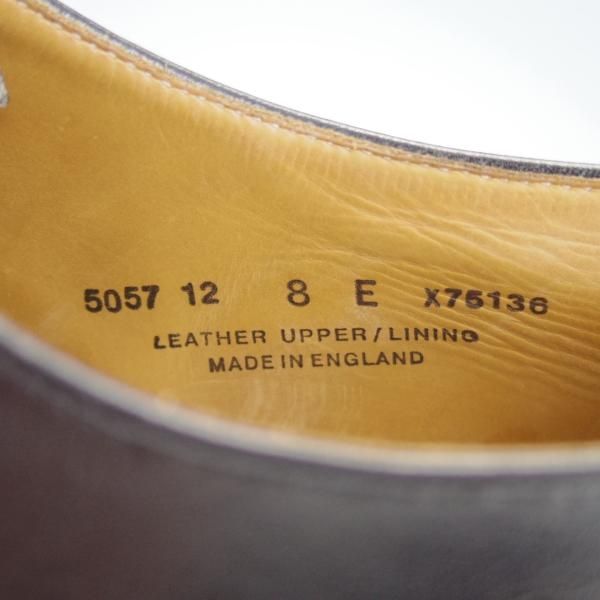 5057 12 8 E X75136
LEATHER UPPER/LINING
MADE IN ENGLAND